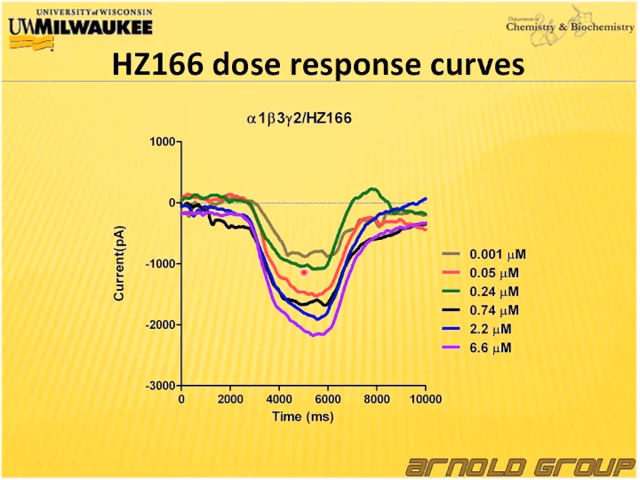 UNIVERSITY of WISCONSIN
UWMILWAUKEE
Department of
Chemistry & Biochemistry
HZ166 dose response curves
α1β3γ2/HZ166
1000
0
-1000
-2000
-3000
Current(pA)
0 2000 4000 6000 8000 10000
Time (ms)
0.001 μM
0.05 μM
0.24 μM
0.74 μM
2.2 μM
6.6 μM
ARNOLD GROUP